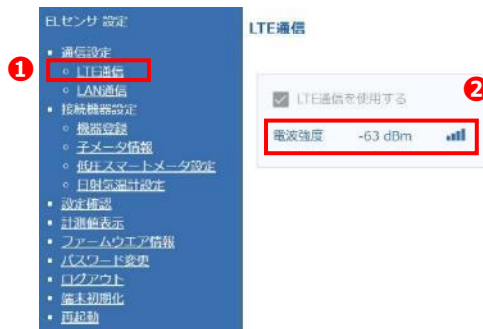 ELセンサ 設定
通信設定
❶
LTE通信
LAN通信
接続機器設定
機器登録
子メータ情報
低圧スマートメータ設定
日射気温計設定
設定確認
計測値表示
ファームウエア情報
パスワード変更
ログアウト
端末初期化
再起動
LTE通信
❷
LTE通信を使用する
電波強度 -63 dBm